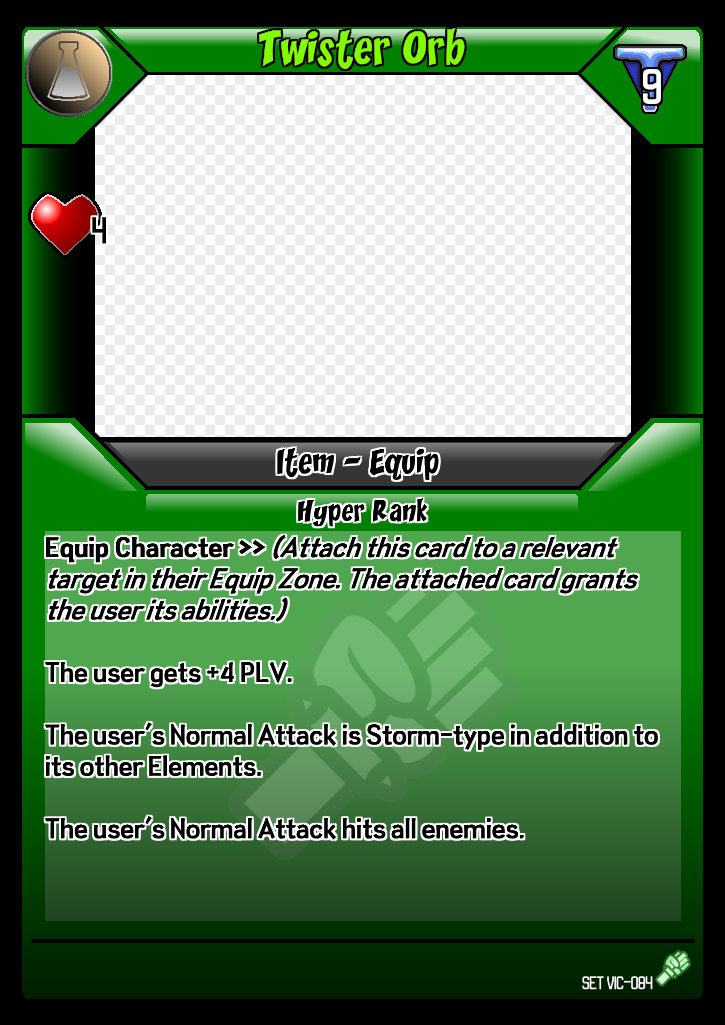 Twister Orb
9
4
Item - Equip
Hyper Rank
Equip Character >> (Attach this card to a relevant
target in their Equip Zone. The attached card grants
the user its abilities.)
The user gets +4 PLV.
The user's Normal Attack is Storm-type in addition to
its other Elements.
The user's Normal Attack hits all enemies.
SET VIC-084